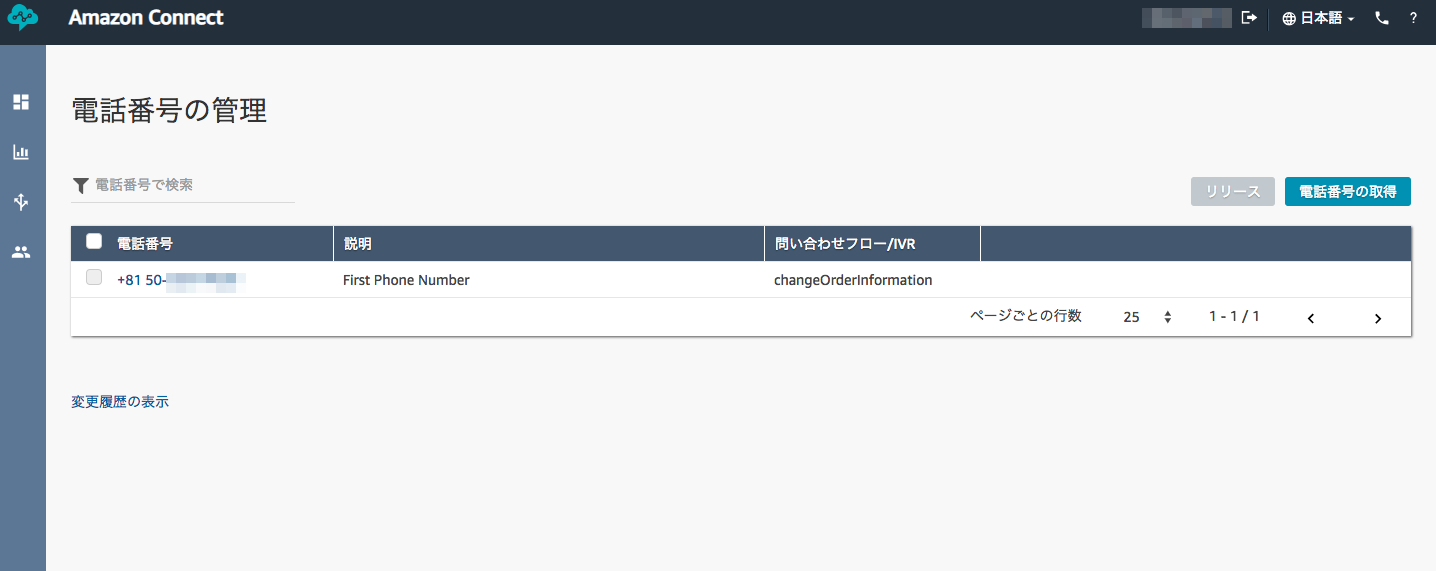 Amazon Connect
日本語
?
電話番号の管理
電話番号で検索
リリース
電話番号の取得
電話番号 説明 問い合わせフロー/IVR
+81 50- First Phone Number changeOrderInformation
ページごとの行数 25 1 - 1 / 1
変更履歴の表示